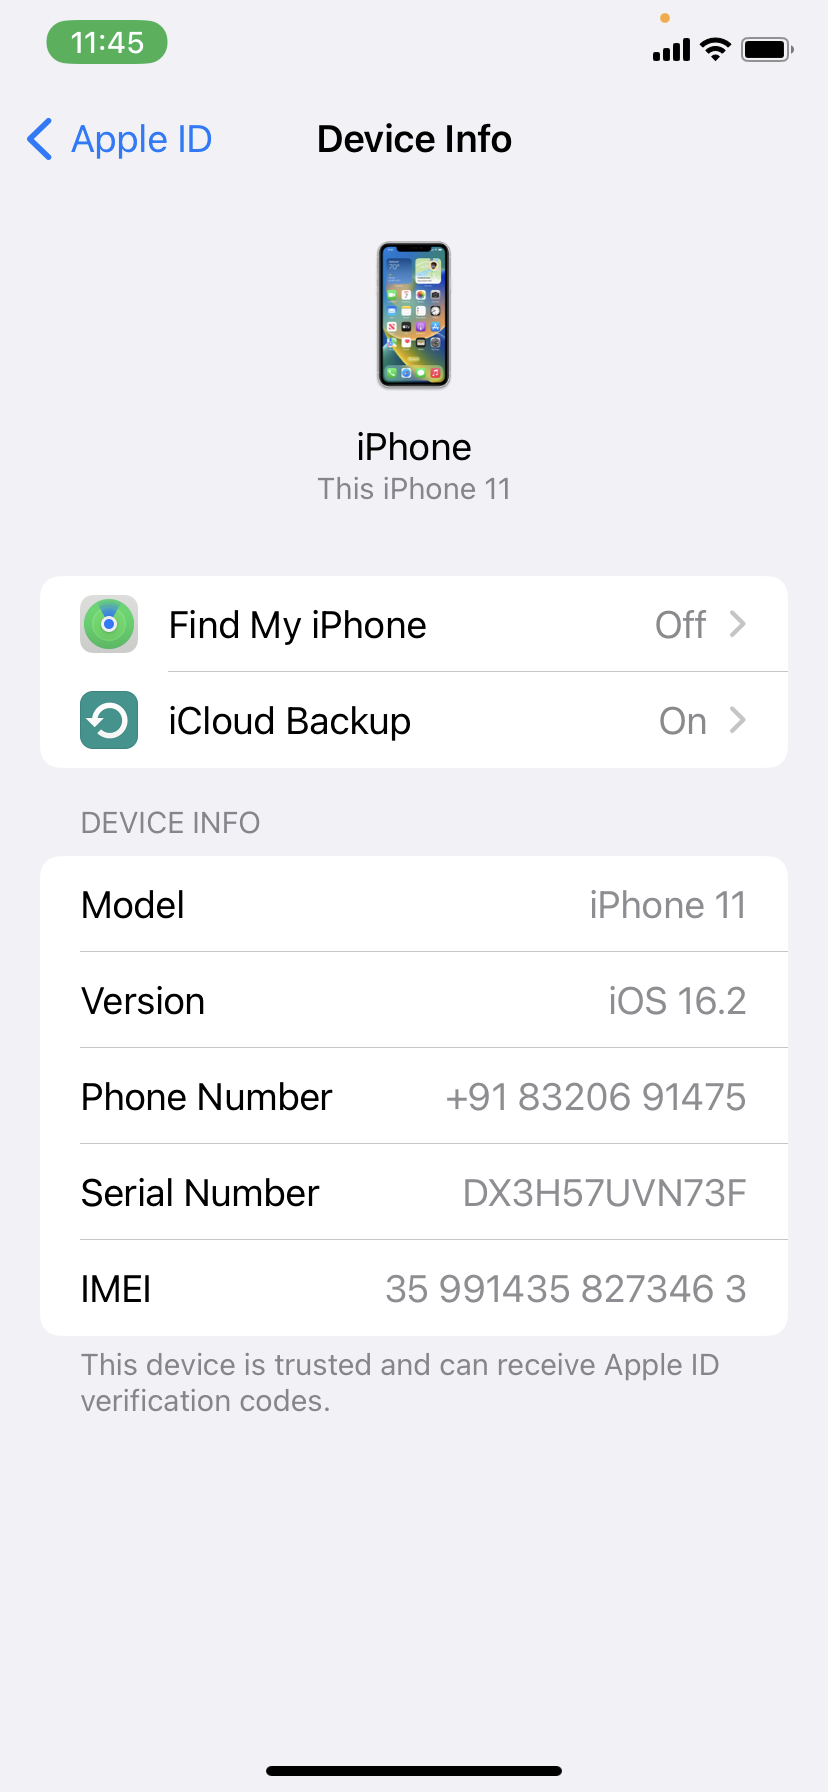 11:45
Apple ID
Device Info
iPhone
This iPhone 11
Find My iPhone Off
iCloud Backup On
DEVICE INFO
Model iPhone 11
Version iOS 16.2
Phone Number +91 83206 91475
Serial Number DX3H57UVN73F
IMEI 35 991435 827346 3
This device is trusted and can receive Apple ID
verification codes.